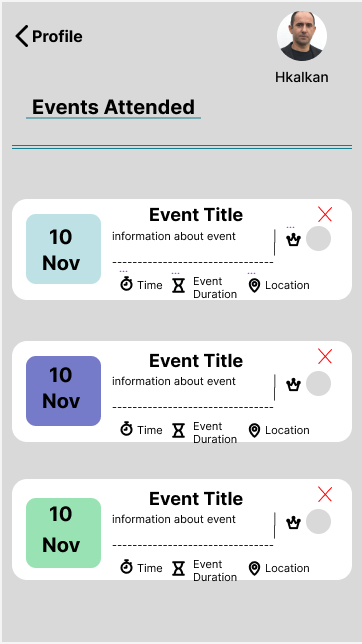 Profile
Hkalkan
Events Attended
10
Nov
Event Title
information about event
...
-----------------------------
... ... ...
Time Event Duration Location
10
Nov
Event Title
information about event
-----------------------------
Time Event Duration Location
10
Nov
Event Title
information about event
-----------------------------
Time Event Duration Location